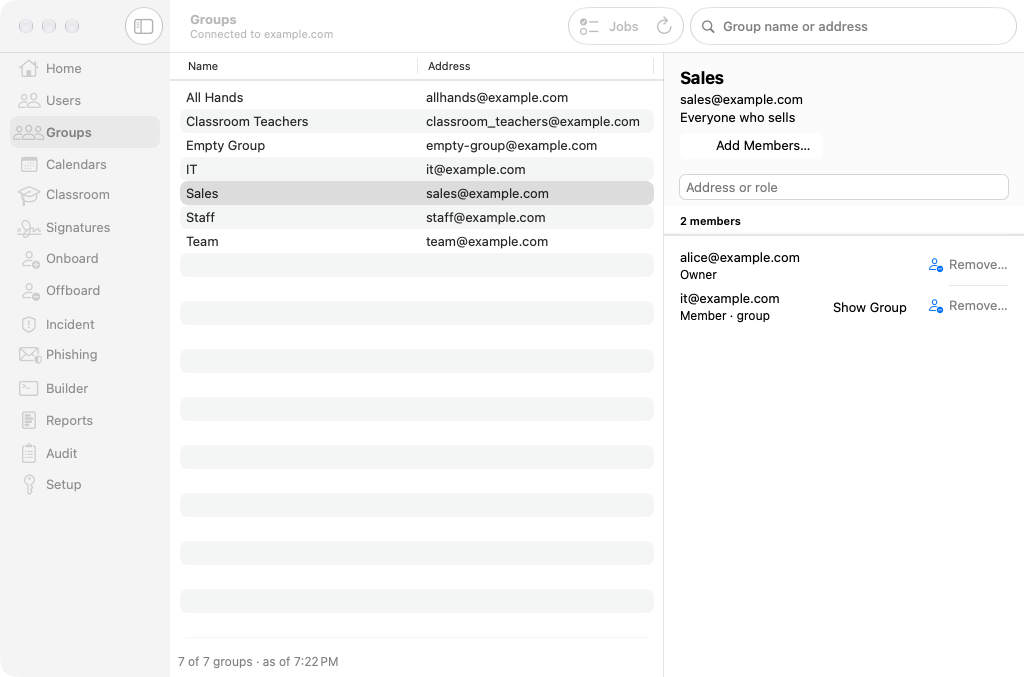 Groups
Connected to example.com
Jobs
Group name or address
Home
Users
Groups
Calendars
Classroom
Signatures
Onboard
Offboard
Incident
Phishing
Builder
Reports
Audit
Setup
Name Address
All Hands allhands@example.com
Classroom Teachers classroom_teachers@example.com
Empty Group empty-group@example.com
IT it@example.com
Sales sales@example.com
Staff staff@example.com
Team team@example.com
7 of 7 groups · as of 7:22 PM
Sales
sales@example.com
Everyone who sells
Add Members...
Address or role
2 members
alice@example.com
Owner
Remove...
it@example.com
Member · group
Show Group
Remove...